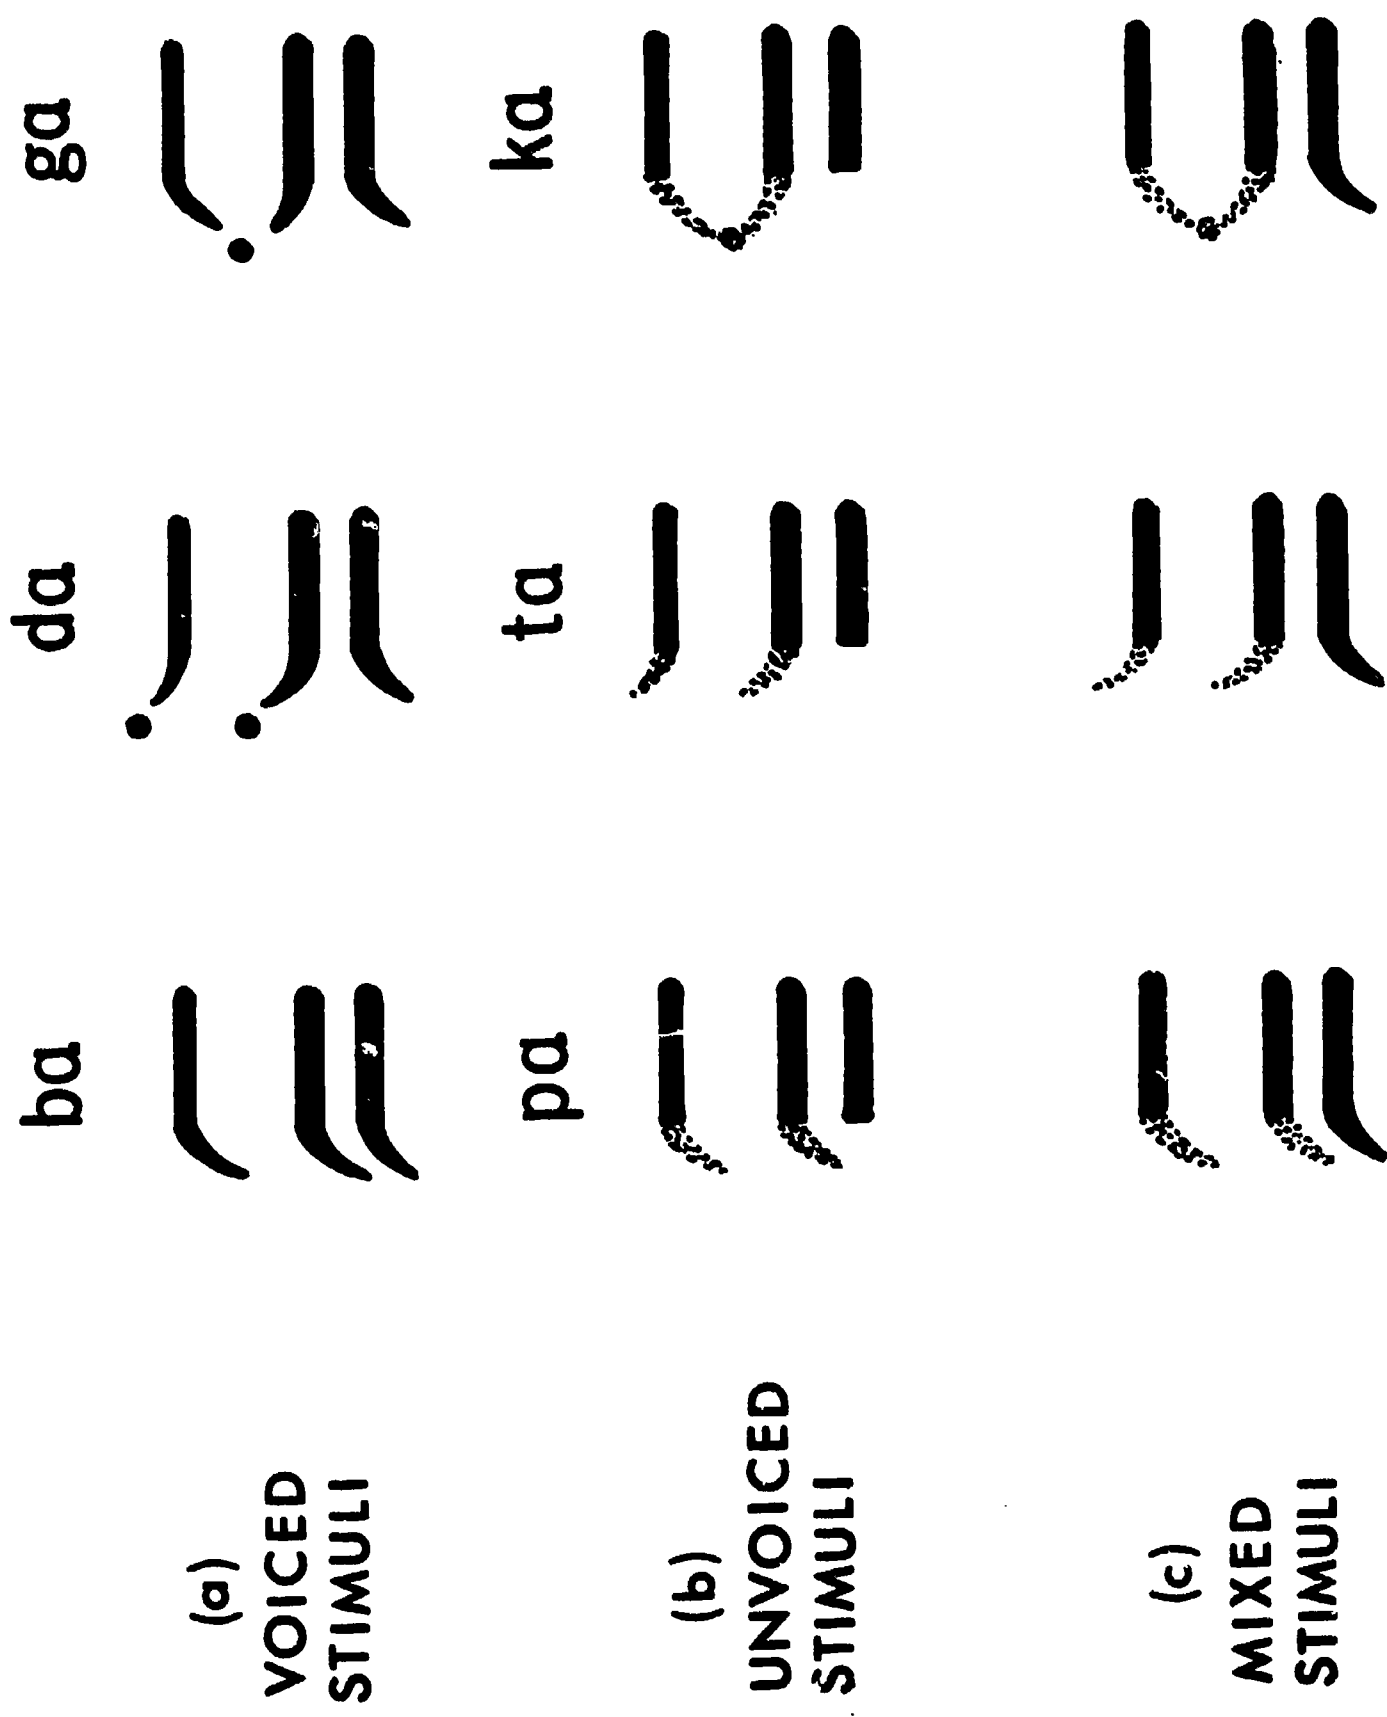 ba da ga
(a)
VOICED
STIMULI
pa ta ka
(b)
UNVOICED
STIMULI
(c)
MIXED
STIMULI